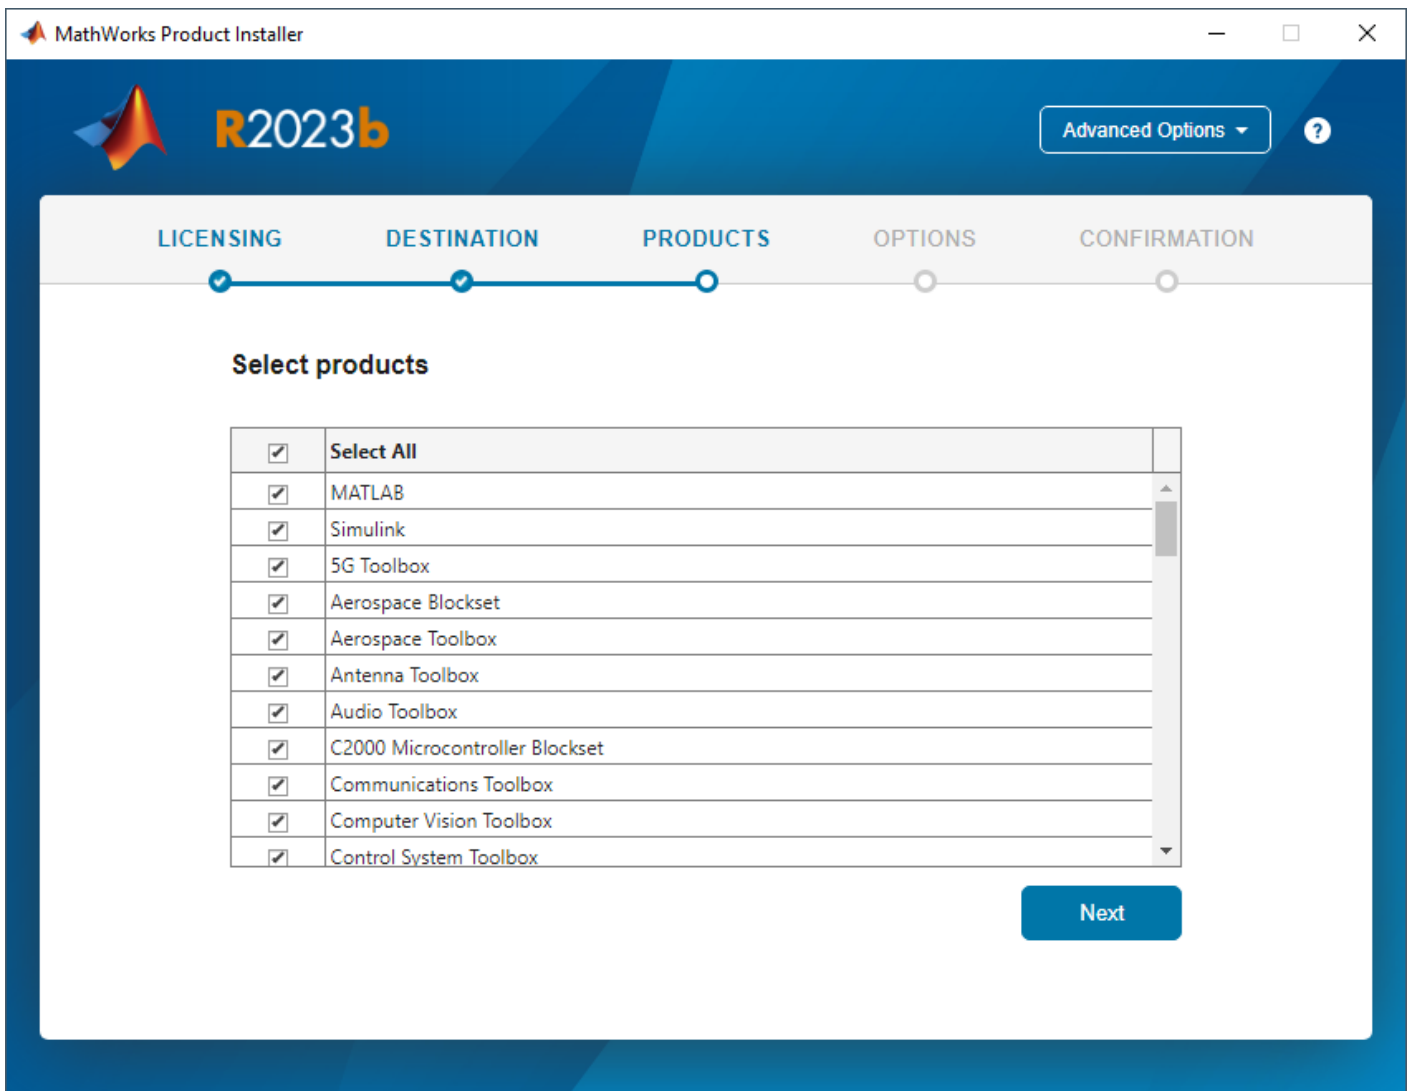 MathWorks Product Installer
R2023b
Advanced Options
?
LICENSING DESTINATION PRODUCTS OPTIONS CONFIRMATION
Select products
Select All
MATLAB
Simulink
5G Toolbox
Aerospace Blockset
Aerospace Toolbox
Antenna Toolbox
Audio Toolbox
C2000 Microcontroller Blockset
Communications Toolbox
Computer Vision Toolbox
Control System Toolbox
Next